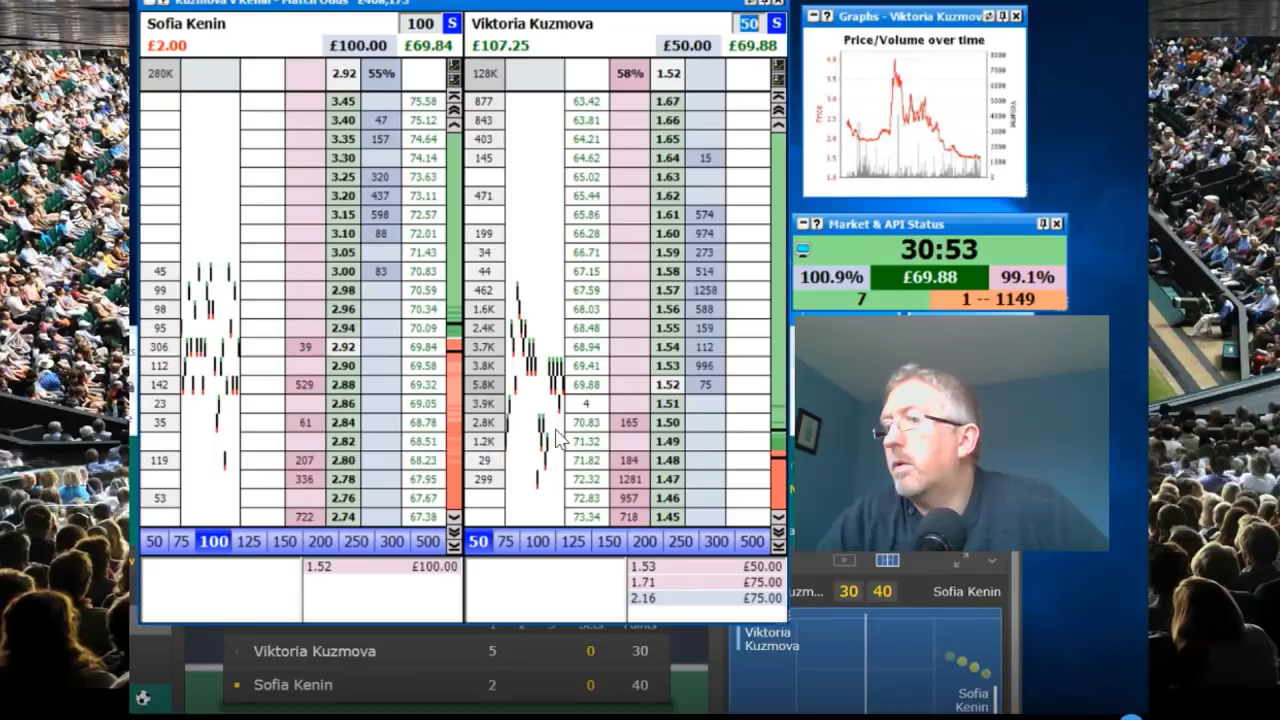 Kuzmova v Kenin - Match Odds £408,173
Sofia Kenin 100 S
£2.00 £100.00 £69.84
280K 2.92 55%
3.45 75.58
3.40 47 75.12
3.35 157 74.64
3.30 74.14
3.25 320 73.63
3.20 437 73.11
3.15 598 72.57
3.10 88 72.01
3.05 71.43
45 3.00 83 70.83
99 2.98 70.59
98 2.96 70.34
95 2.94 70.09
306 39 2.92 69.84
112 2.90 69.58
142 529 2.88 69.32
23 2.86 69.05
35 61 2.84 68.78
2.82 68.51
119 207 2.80 68.23
336 2.78 67.95
53 2.76 67.67
722 2.74 67.38
50 75 100 125 150 200 250 300 500
1.52 £100.00
Viktoria Kuzmova 50 S
£107.25 £50.00 £69.88
128K 58% 1.52
877 63.42 1.67
843 63.81 1.66
403 64.21 1.65
145 64.62 1.64 15
65.02 1.63
471 65.44 1.62
65.86 1.61 574
199 66.28 1.60 974
34 66.71 1.59 273
44 67.15 1.58 514
462 67.59 1.57 1258
1.6K 68.03 1.56 588
2.4K 68.48 1.55 159
3.7K 68.94 1.54 112
3.8K 69.41 1.53 996
5.8K 69.88 1.52 75
3.9K 4 1.51
2.8K 70.83 165 1.50
1.2K 71.32 1.49
29 71.82 184 1.48
299 72.32 1281 1.47
72.83 957 1.46
73.34 718 1.45
50 75 100 125 150 200 250 300 500
1.53 £50.00
1.71 £75.00
2.16 £75.00
Graphs - Viktoria Kuzmov
Price/Volume over time
Price
Volume
Market & API Status
30:53
100.9% £69.88 99.1%
7 1 -- 1149
30 40 Sofia Kenin
Viktoria
Kuzmova
Sofia
Kenin
Viktoria Kuzmova 5 0 30
Sofia Kenin 2 0 40